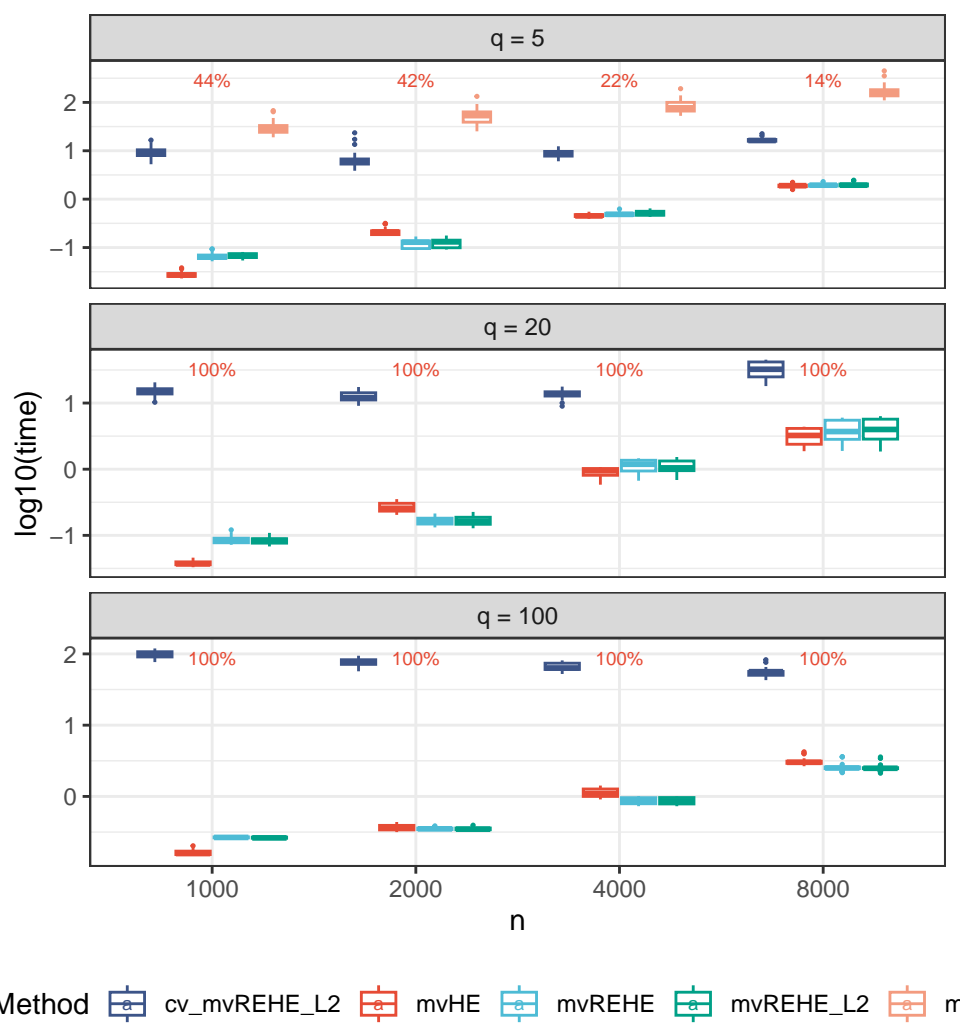 q = 5
44% 42% 22% 14%
2
1
0
−1
q = 20
100% 100% 100% 100%
1
0
−1
q = 100
100% 100% 100% 100%
2
1
0
log10(time)
1000 2000 4000 8000
n
Method a cv_mvREHE_L2 a mvHE a mvREHE a mvREHE_L2 a